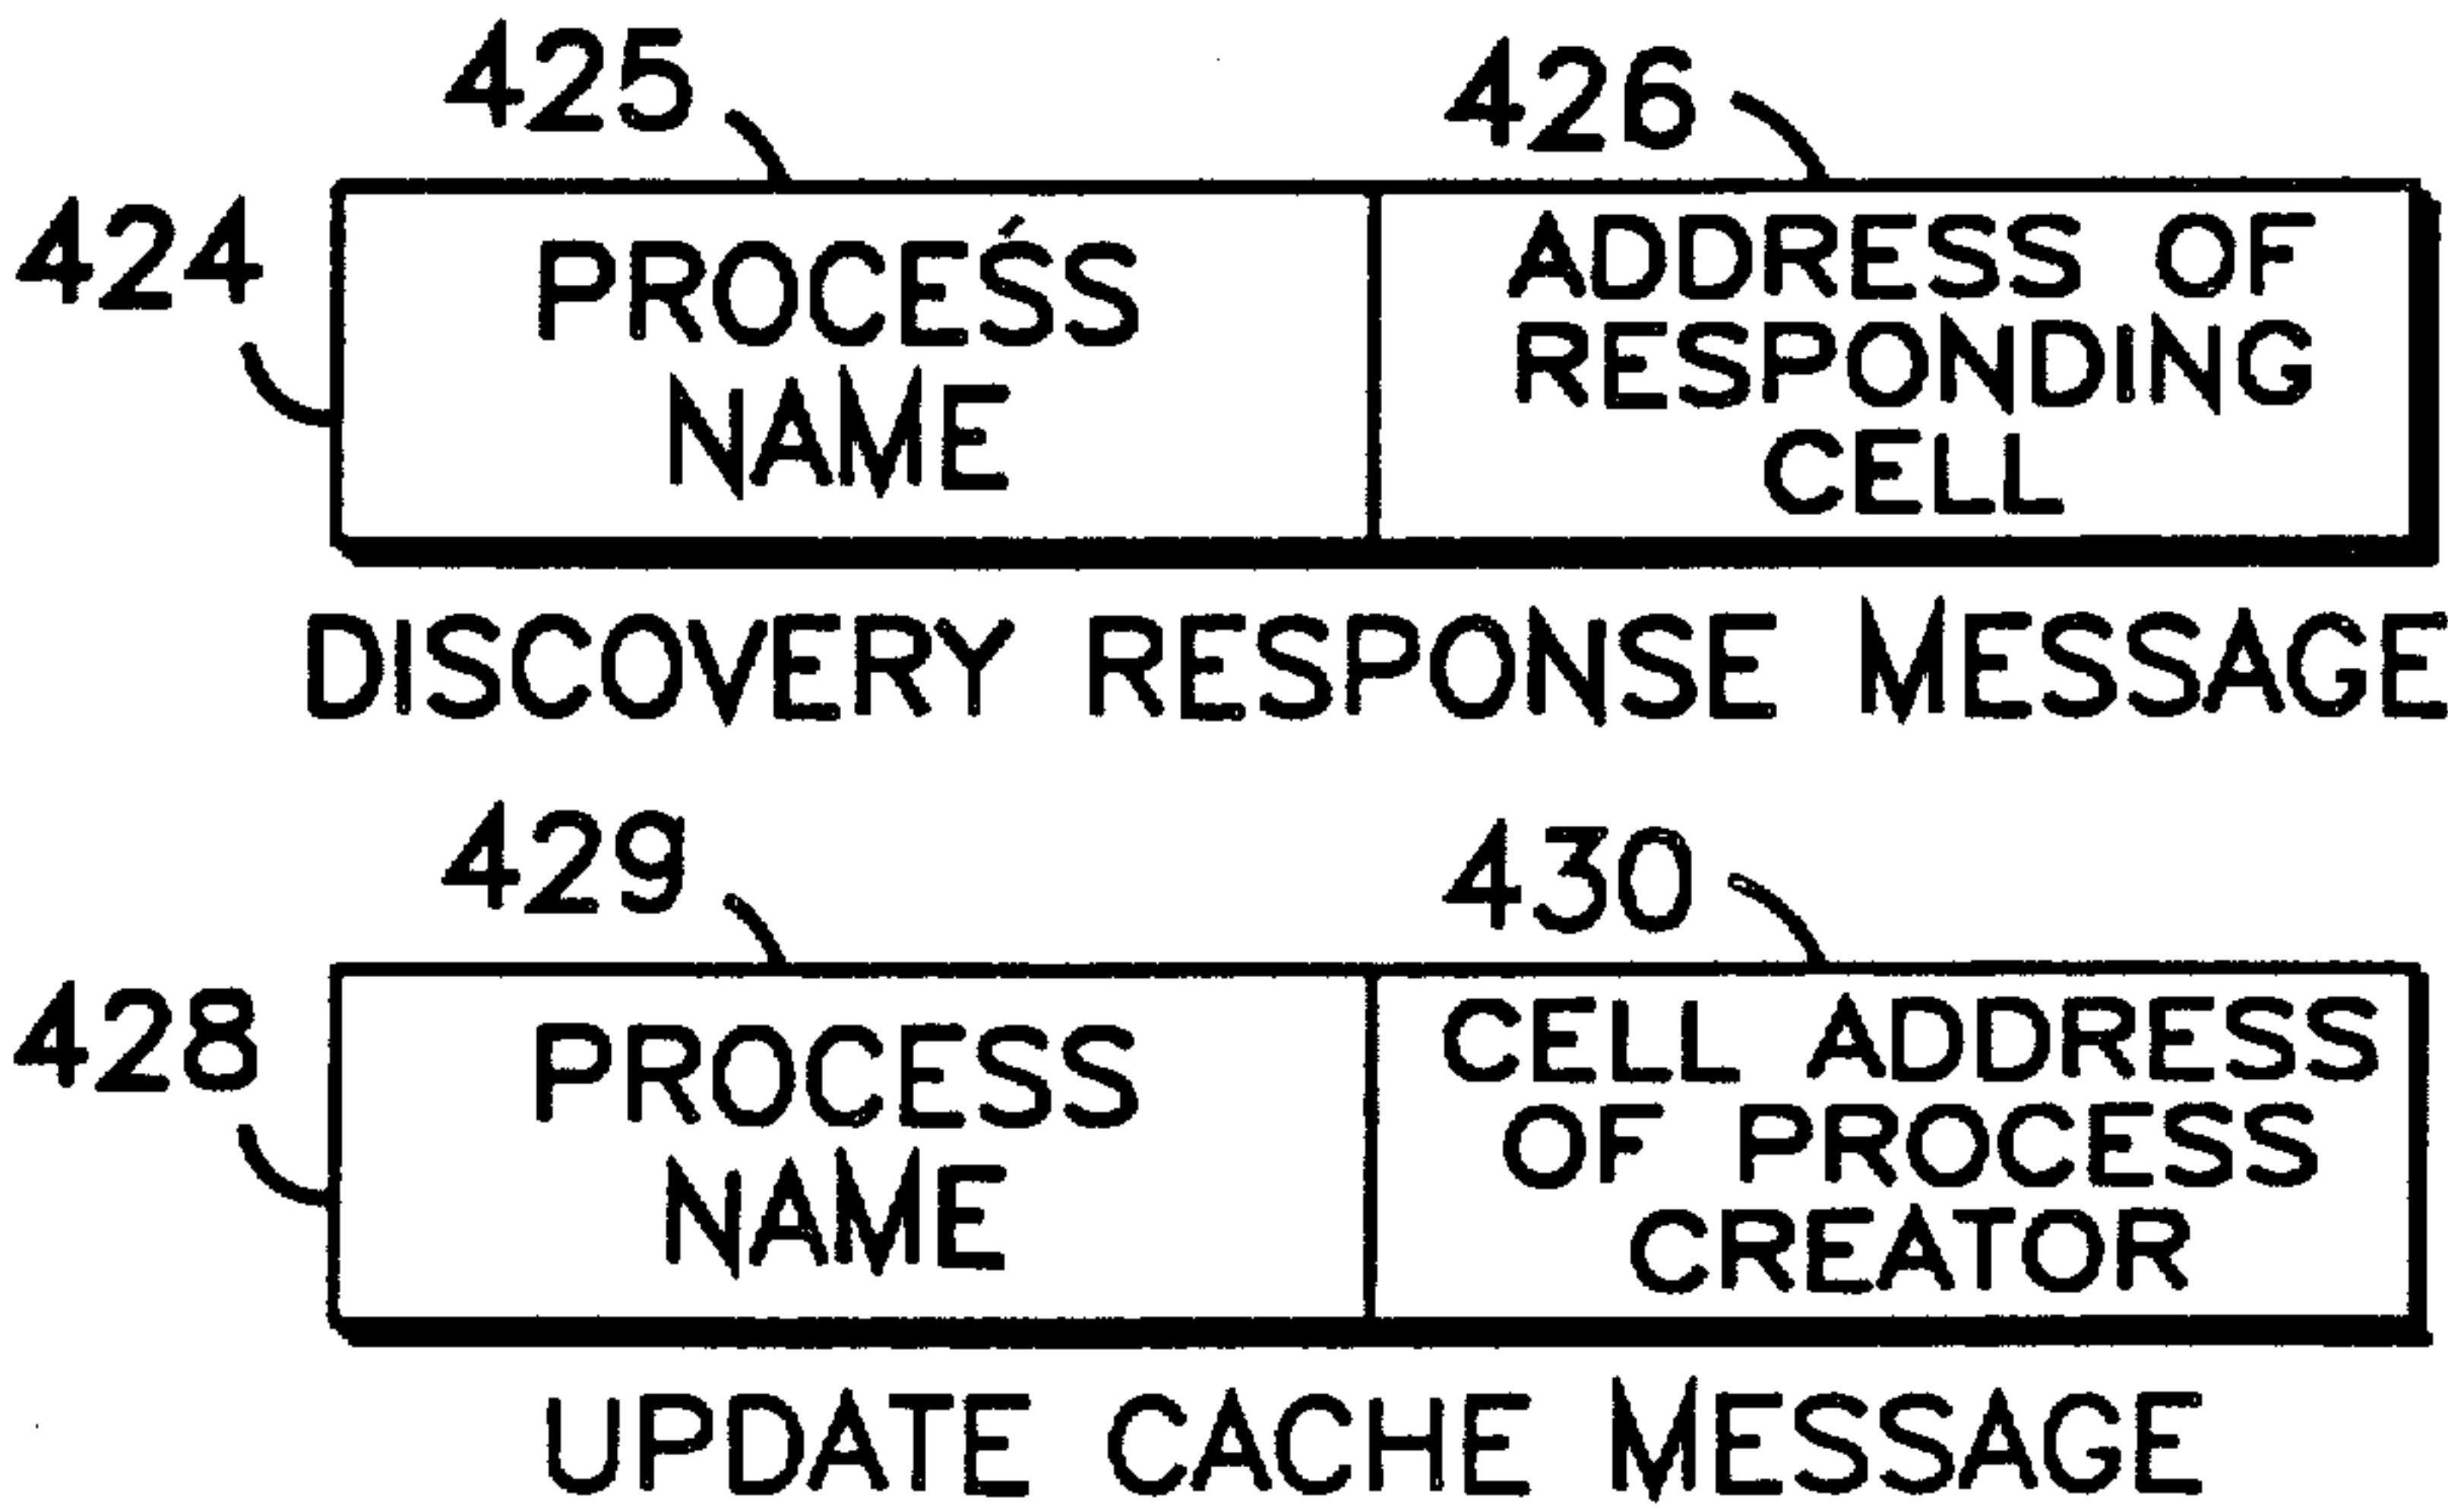 425
426
424
PROCESS
NAME
ADDRESS OF
RESPONDING
CELL
DISCOVERY RESPONSE MESSAGE
429
430
428
PROCESS
NAME
CELL ADDRESS
OF PROCESS
CREATOR
UPDATE CACHE MESSAGE